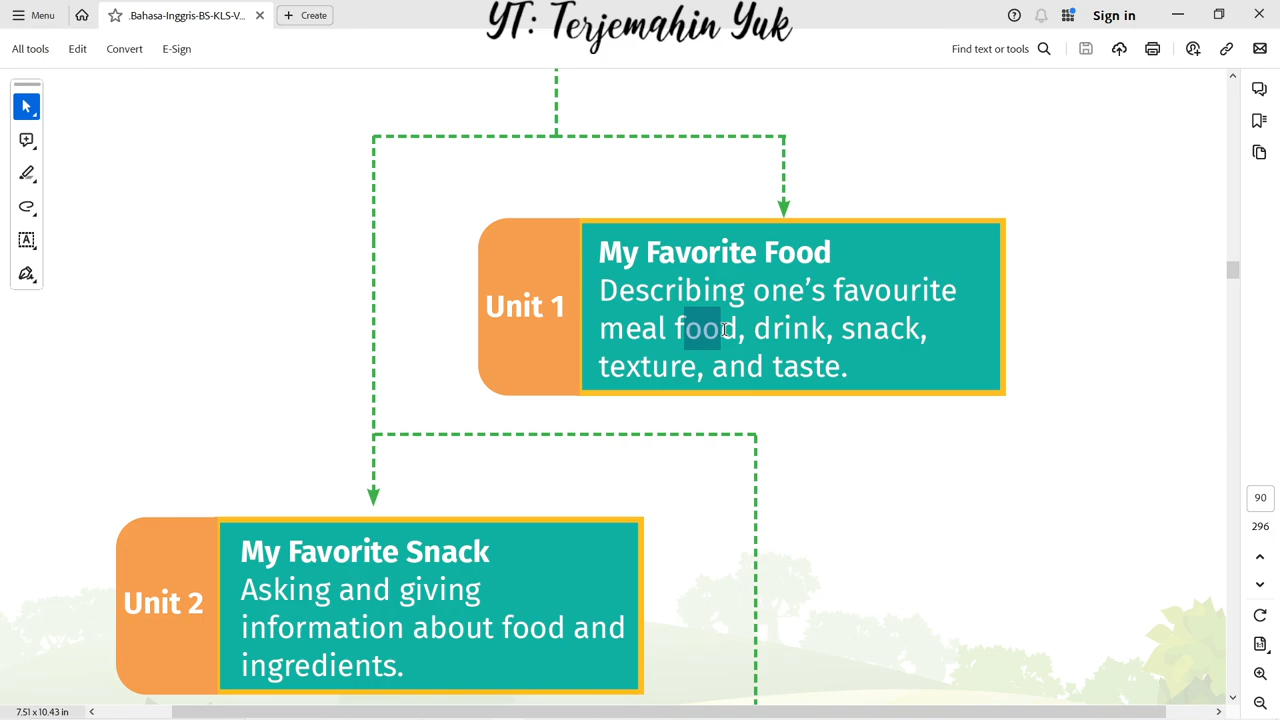 Menu
.Bahasa-Inggris-BS-KLS-V...
Create
YT: Terjemahin Yuk
Sign in
All tools
Edit
Convert
E-Sign
Find text or tools
Unit 1
My Favorite Food
Describing one's favourite
meal food, drink, snack,
texture, and taste.
Unit 2
My Favorite Snack
Asking and giving
information about food and
ingredients.
90
296
7.51 x 10.43 in